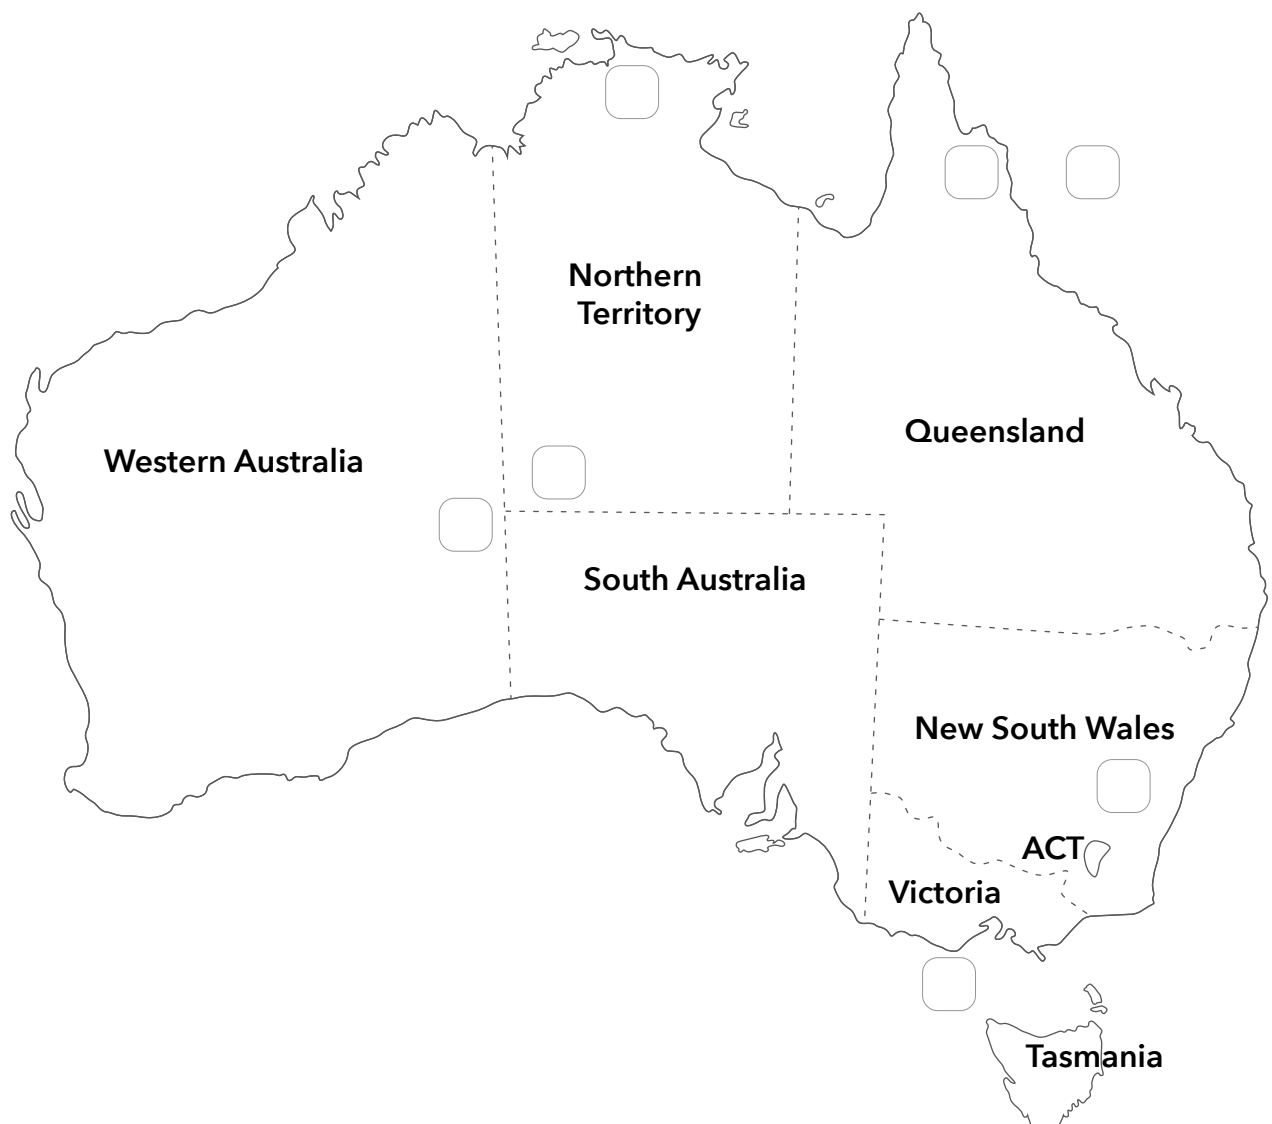 Northern
Territory
Queensland
Western Australia
South Australia
New South Wales
ACT
Victoria
Tasmania